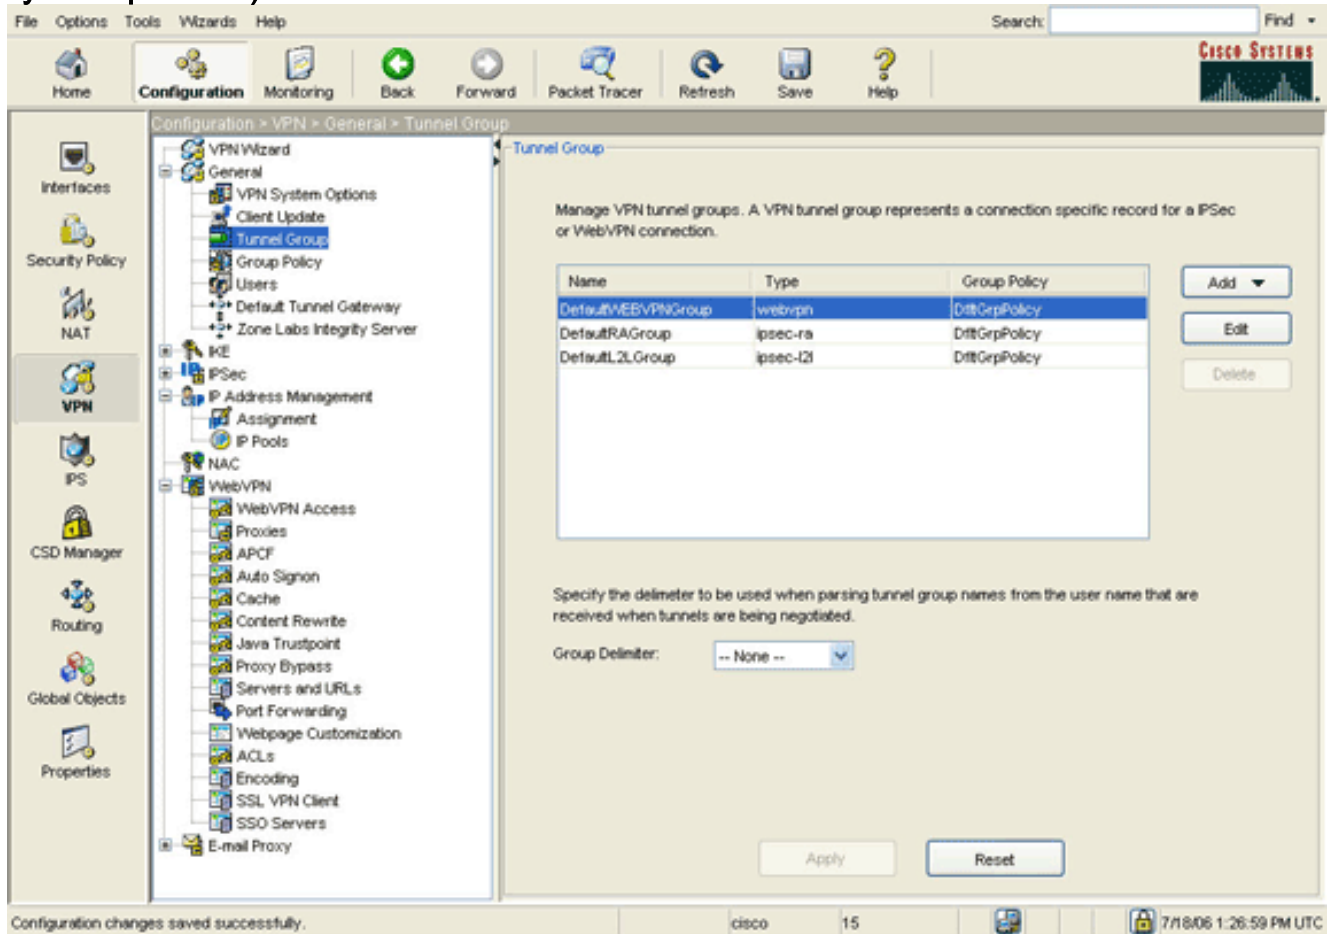 File Options Tools Wizards Help Search: Find
Home Configuration Monitoring Back Forward Packet Tracer Refresh Save Help
CISCO SYSTEMS
Configuration > VPN > General > Tunnel Group
Interfaces
Security Policy
NAT
VPN
IPS
CSD Manager
Routing
Global Objects
Properties
VPN Wizard
General
VPN System Options
Client Update
Tunnel Group
Group Policy
Users
Default Tunnel Gateway
Zone Labs Integrity Server
IKE
IPSec
IP Address Management
Assignment
IP Pools
NAC
WebVPN
WebVPN Access
Proxies
APCF
Auto Signon
Cache
Content Rewrite
Java Trustpoint
Proxy Bypass
Servers and URLs
Port Forwarding
Webpage Customization
ACLs
Encoding
SSL VPN Client
SSO Servers
E-mail Proxy
Tunnel Group
Manage VPN tunnel groups. A VPN tunnel group represents a connection specific record for a IPSec
or WebVPN connection.
Name Type Group Policy
DefaultWEBVPNGroup webvpn DfltGrpPolicy
DefaultRAGroup ipsec-ra DfltGrpPolicy
DefaultL2LGroup ipsec-l2l DfltGrpPolicy
Add
Edit
Delete
Specify the delimeter to be used when parsing tunnel group names from the user name that are
received when tunnels are being negotiated.
Group Delimiter: -- None --
Apply Reset
Configuration changes saved successfully. cisco 15 7/18/06 1:26:59 PM UTC